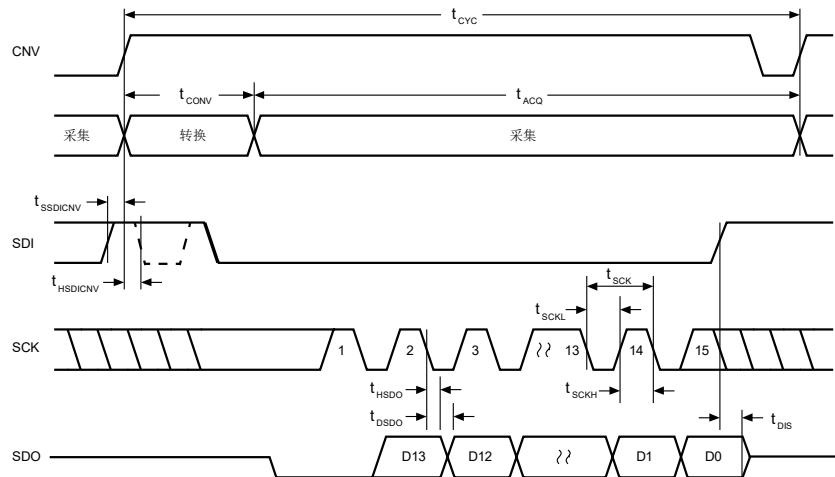 tCYC
CNV
tCONV
tACQ
采集 转换 采集
tSSDICNV
SDI
tHSDICNV
tSCK
tSCKL
SCK
1 2 3 13 14 15
tHSDO
tSCKH
tDSDO
tDIS
SDO
D13 D12 D1 D0